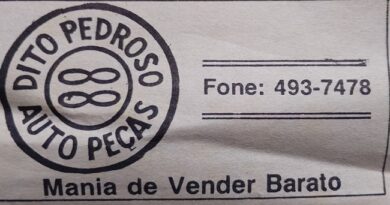 DITO PEDROSO
AUTO PEÇAS
Fone: 493-7478
Mania de Vender Barato